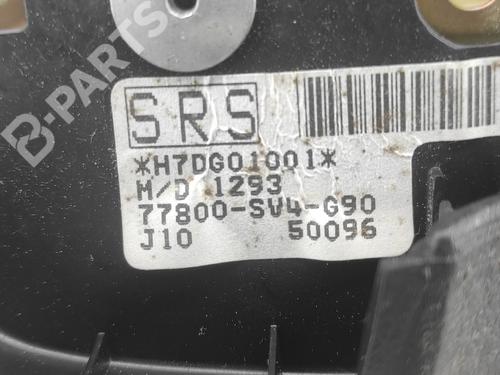 B-PARTS
SRS
*H7DG01001*
M/D 1293
77800-SV4-G90
J10 50096